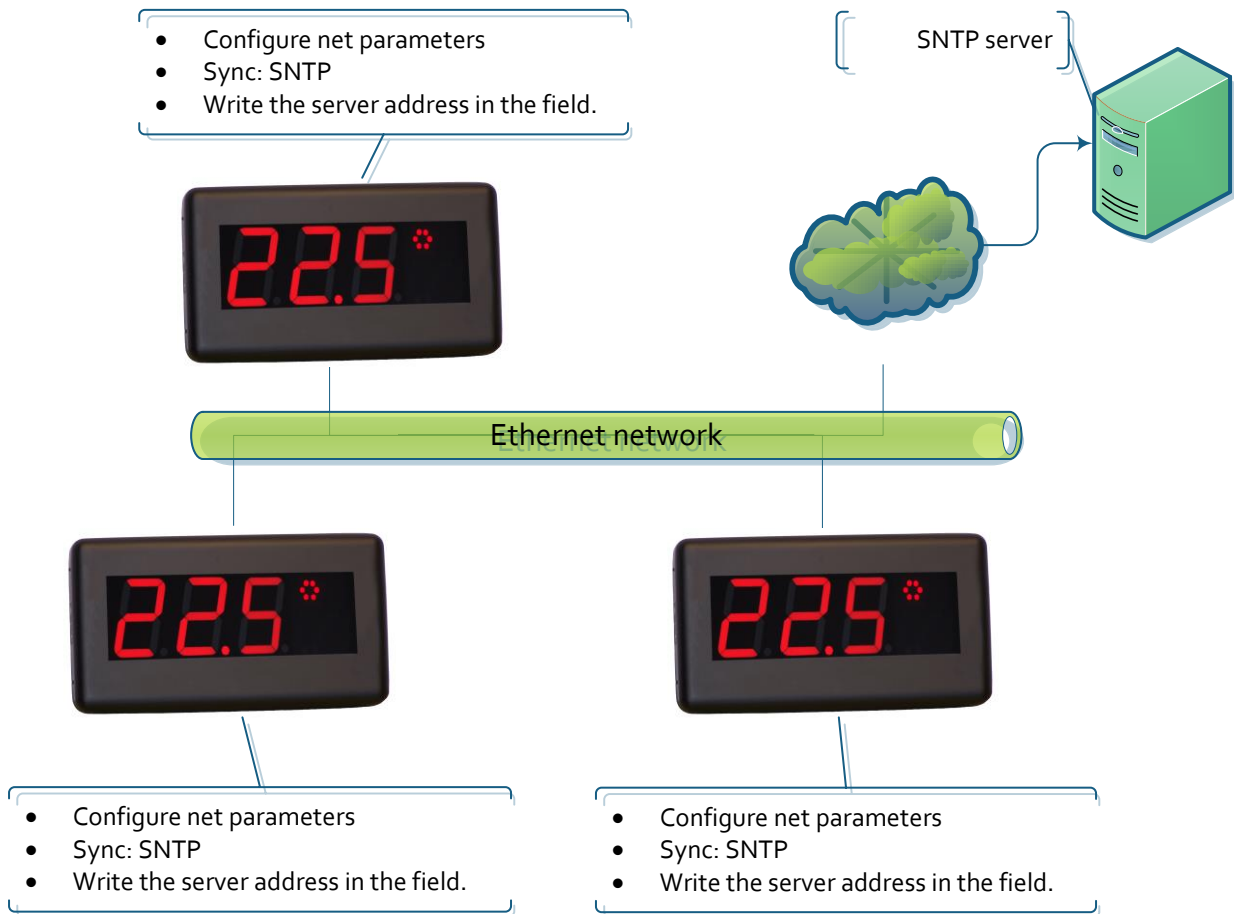 • Configure net parameters
• Sync: SNTP
• Write the server address in the field.
SNTP server
22.5
Ethernet network
22.5
22.5
• Configure net parameters
• Sync: SNTP
• Write the server address in the field.
• Configure net parameters
• Sync: SNTP
• Write the server address in the field.